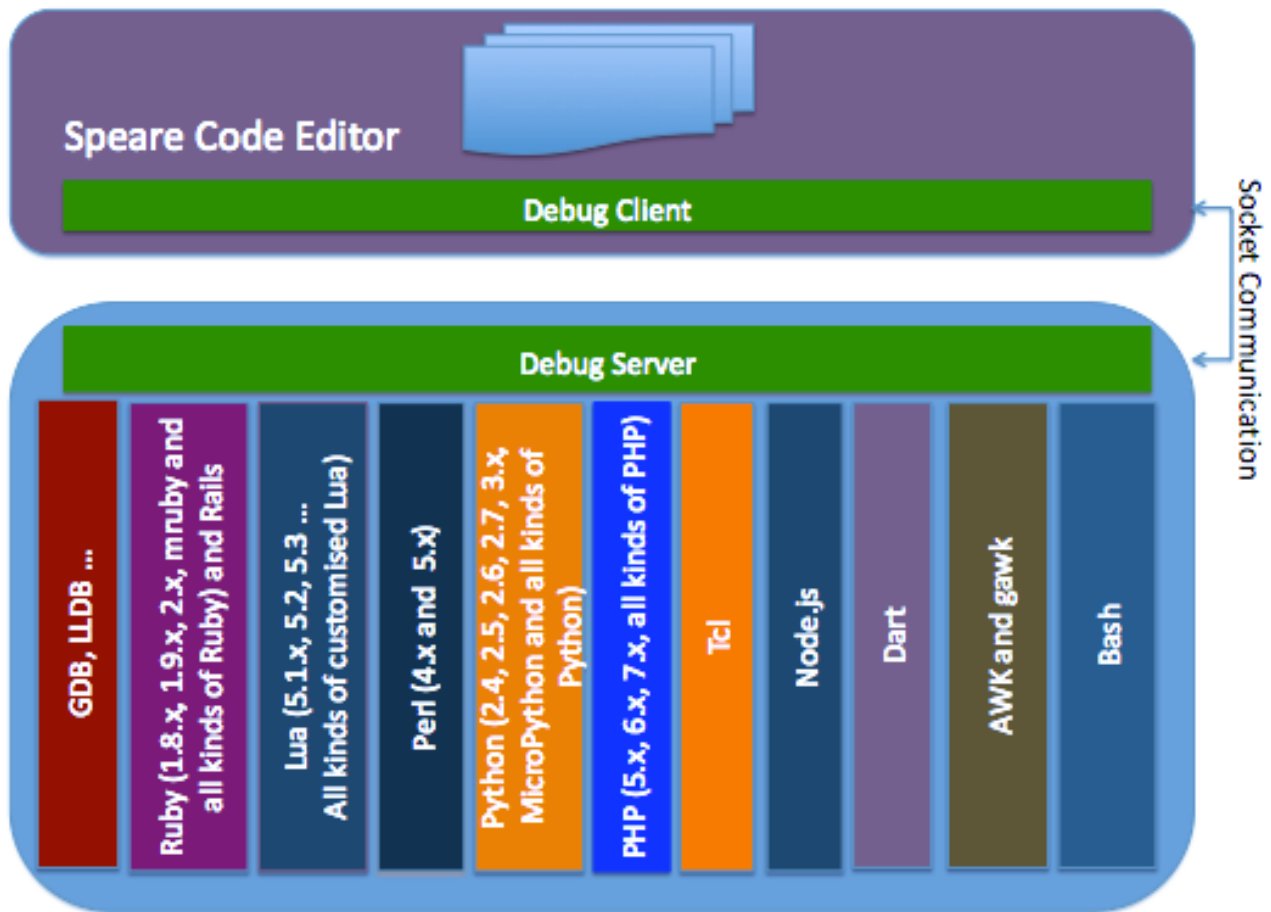 Speare Code Editor
Debug Client
Socket Communication
Debug Server
GDB, LLDB ...
Ruby (1.8.x, 1.9.x, 2.x, mruby and
all kinds of Ruby) and Rails
Lua (5.1.x, 5.2, 5.3 ...
All kinds of customised Lua)
Perl (4.x and 5.x)
Python (2.4, 2.5, 2.6, 2.7, 3.x,
MicroPython and all kinds of
Python)
PHP (5.x, 6.x, 7.x, all kinds of PHP)
Tcl
Node.js
Dart
AWK and gawk
Bash